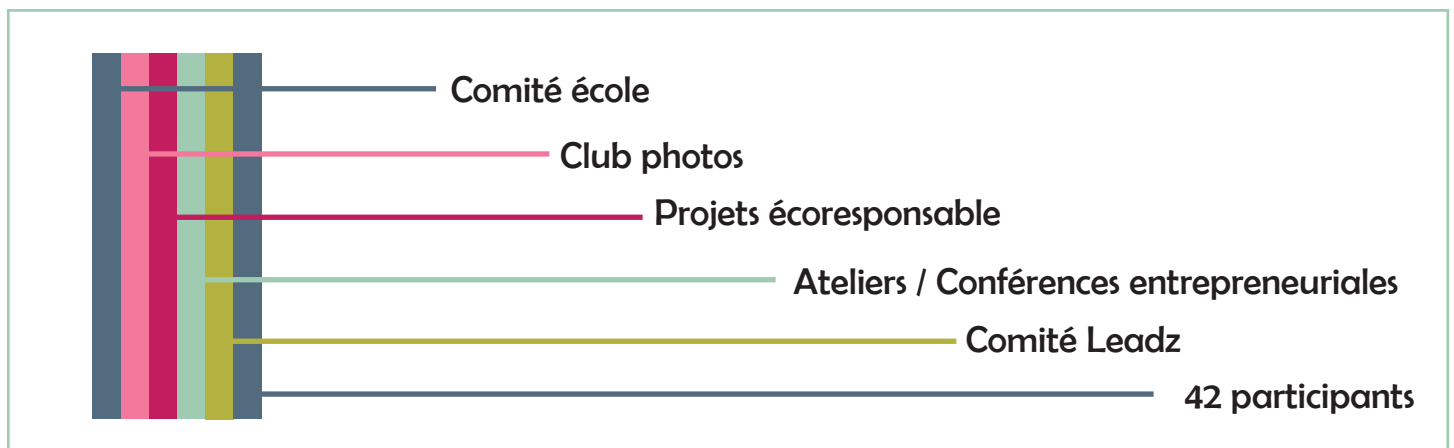 Comité école
Club photos
Projets écoresponsable
Ateliers / Conférences entrepreneuriales
Comité Leadz
42 participants